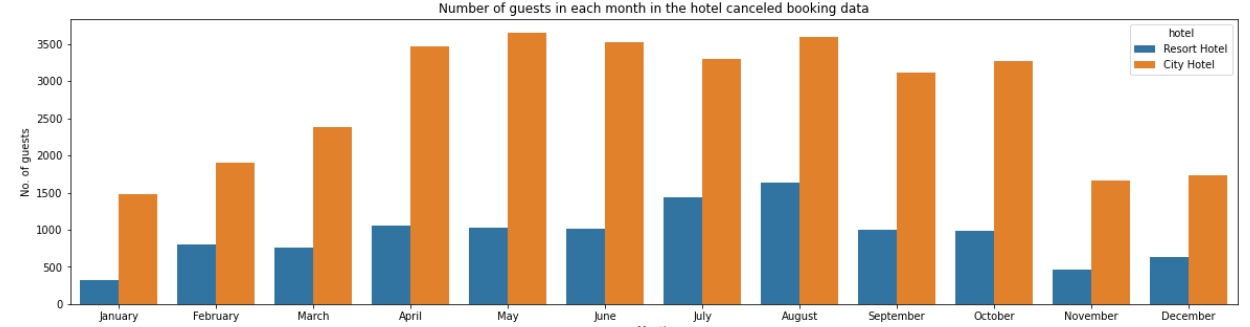 Number of guests in each month in the hotel canceled booking data
hotel
Resort Hotel
City Hotel
No. of guests
3500
3000
2500
2000
1500
1000
500
0
January February March April May June July August September October November December